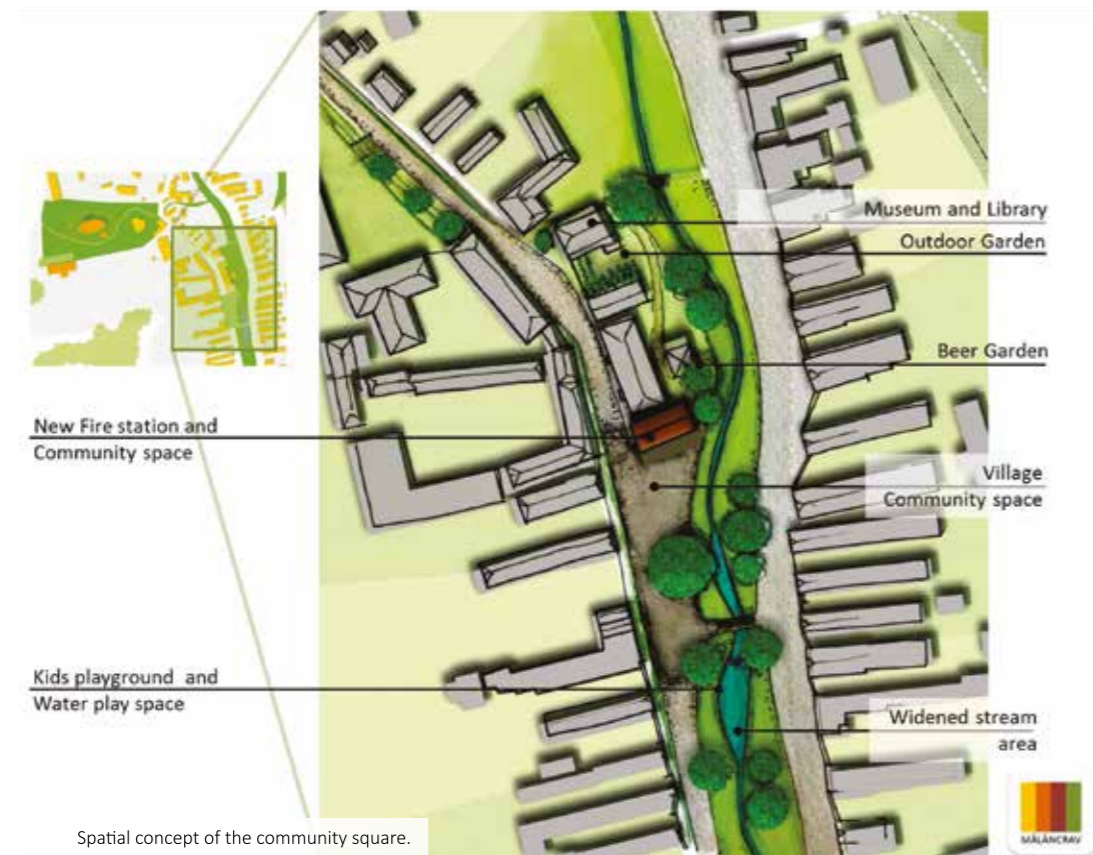 Museum and Library
Outdoor Garden
Beer Garden
New Fire station and
Community space
Village
Community space
Kids playground and
Water play space
Widened stream
area
Spatial concept of the community square.
MĂLÂNCRAV